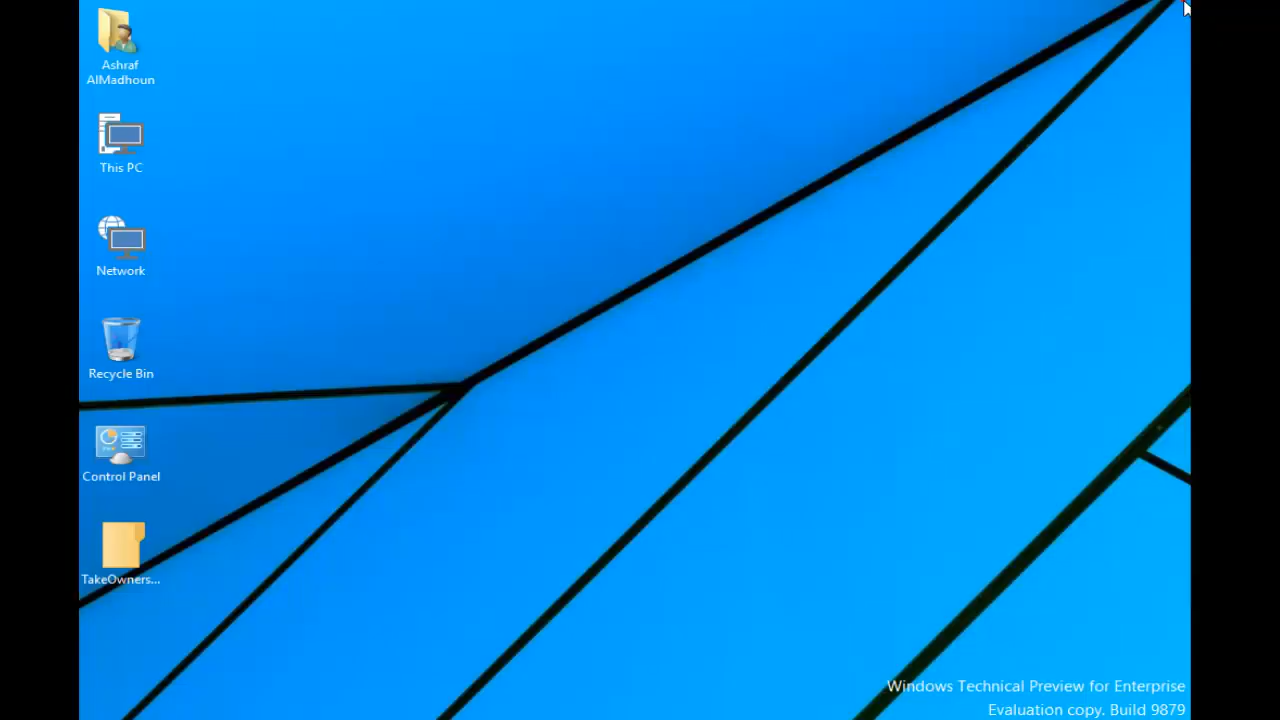 Ashraf
AlMadhoun
This PC
Network
Recycle Bin
Control Panel
TakeOwners...
Windows Technical Preview for Enterprise
Evaluation copy. Build 9879